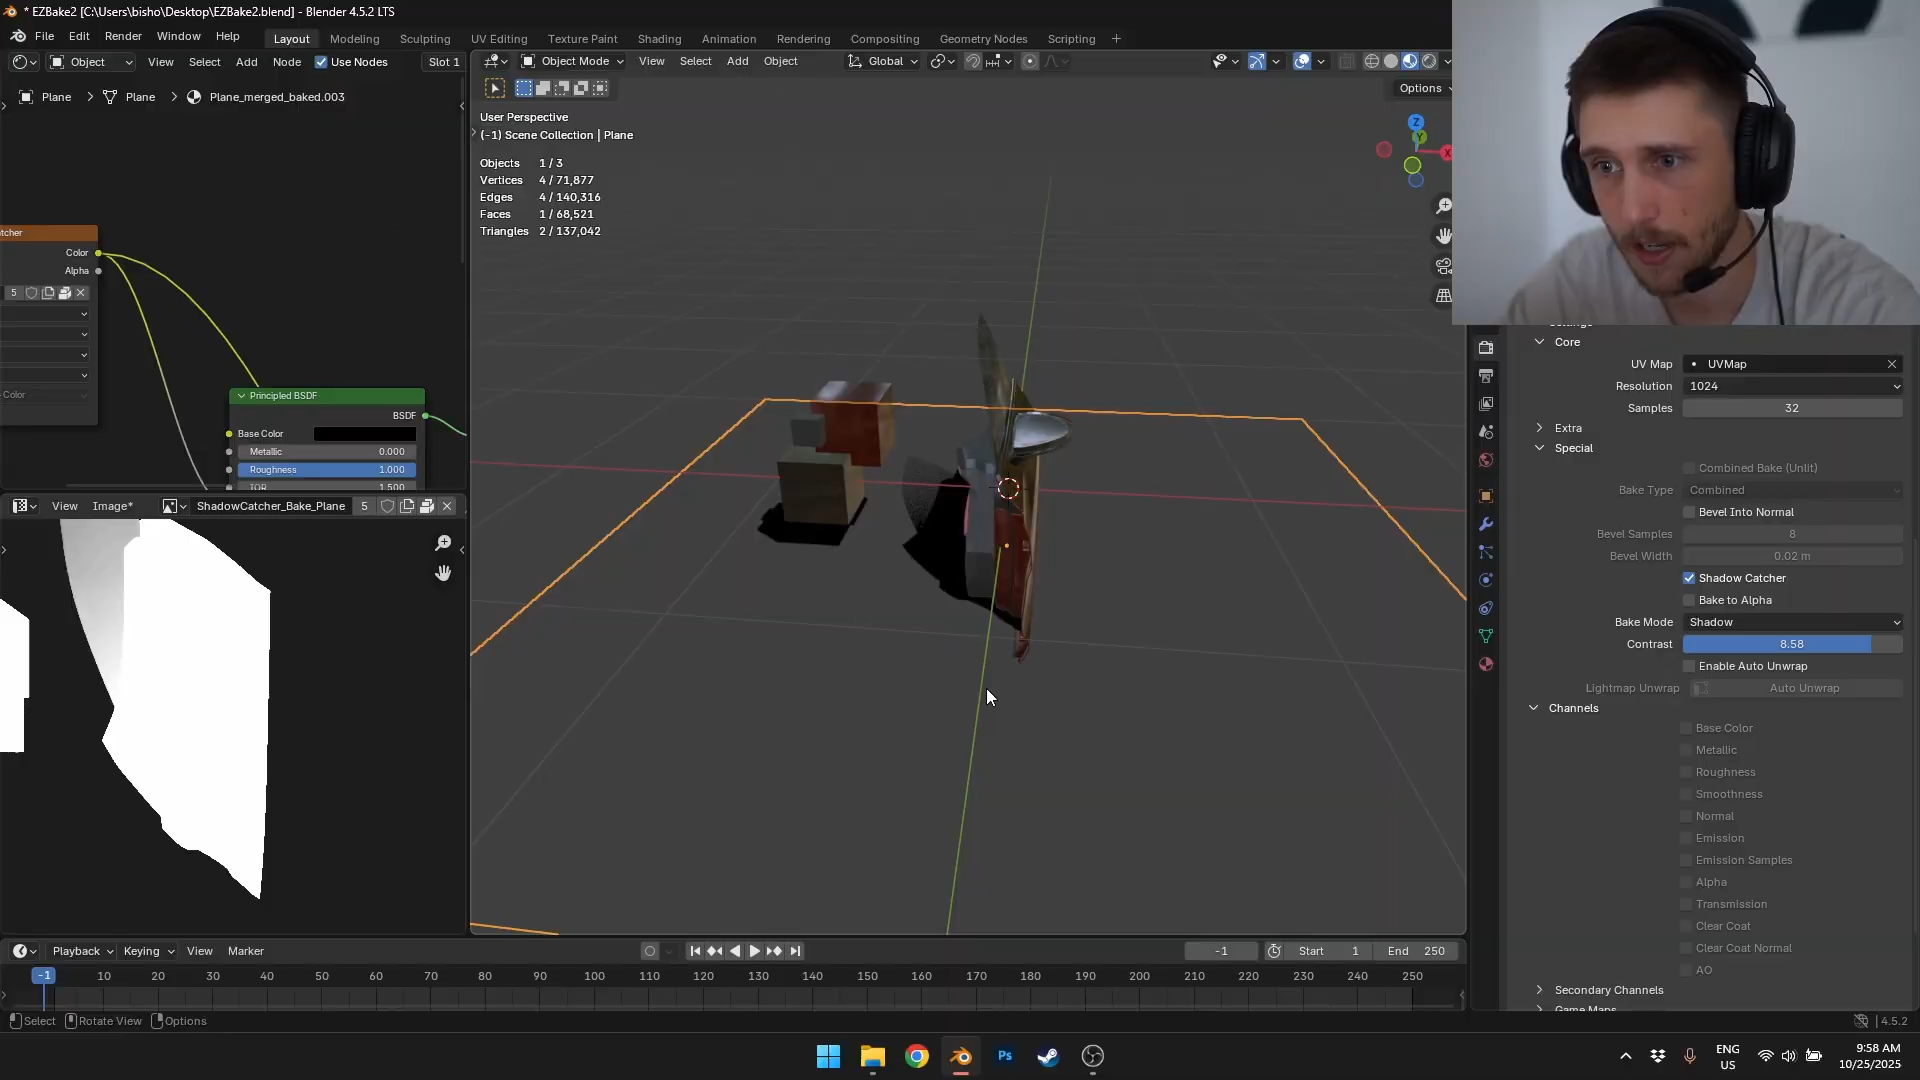 * EZBake2 [C:\Users\bisho\Desktop\EZBake2.blend] - Blender 4.5.2 LTS
File Edit Render Window Help
Layout Modeling Sculpting UV Editing Texture Paint Shading Animation Rendering Compositing Geometry Nodes Scripting +
Object View Select Add Node Use Nodes Slot 1
Object Mode View Select Add Object Global
Plane > Plane > Plane_merged_baked.003
Options
User Perspective
(-1) Scene Collection | Plane
Objects 1 / 3
Vertices 4 / 71,877
Edges 4 / 140,316
Faces 1 / 68,521
Triangles 2 / 137,042
Z
Y
X
tcher
Color
Alpha
5
Color
Principled BSDF
BSDF
Base Color
Metallic 0.000
Roughness 1.000
IOR 1.500
View Image* ShadowCatcher_Bake_Plane 5
Settings
Core
UV Map UVMap
Resolution 1024
Samples 32
Extra
Special
Combined Bake (Unlit)
Bake Type Combined
Bevel Into Normal
Bevel Samples 8
Bevel Width 0.02 m
Shadow Catcher
Bake to Alpha
Bake Mode Shadow
Contrast 8.58
Enable Auto Unwrap
Lightmap Unwrap Auto Unwrap
Channels
Base Color
Metallic
Roughness
Smoothness
Normal
Emission
Emission Samples
Alpha
Transmission
Clear Coat
Clear Coat Normal
AO
Secondary Channels
Game Maps
Playback Keying View Marker
-1 Start 1 End 250
-1 10 20 30 40 50 60 70 80 90 100 110 120 130 140 150 160 170 180 190 200 210 220 230 240 250
Select Rotate View Options
4.5.2
Ps
ENG
US
9:58 AM
10/25/2025